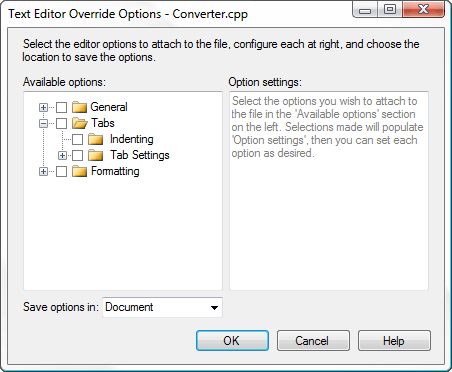 Text Editor Override Options - Converter.cpp
Select the editor options to attach to the file, configure each at right, and choose the
location to save the options.
Available options:
Option settings:
General
Tabs
Indenting
Tab Settings
Formatting
Select the options you wish to attach to
the file in the 'Available options' section
on the left. Selections made will populate
'Option settings', then you can set each
option as desired.
Save options in: Document
OK Cancel Help